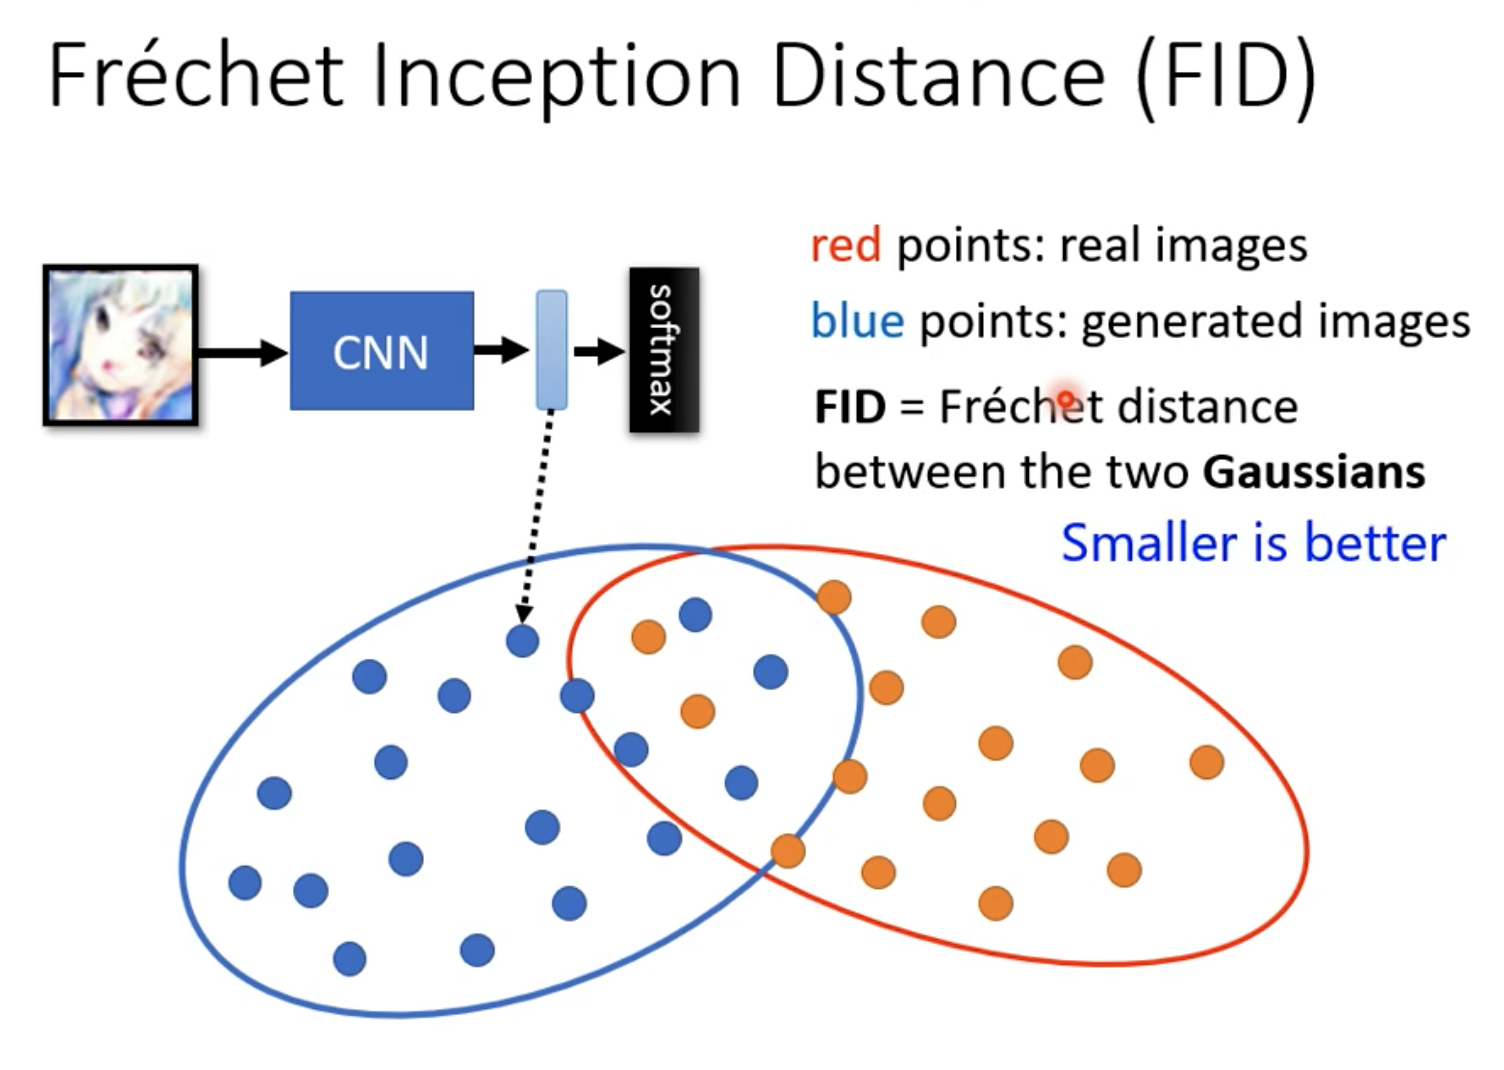 Fréchet Inception Distance (FID)
CNN
softmax
red points: real images
blue points: generated images
FID = Fréchet distance
between the two Gaussians
Smaller is better